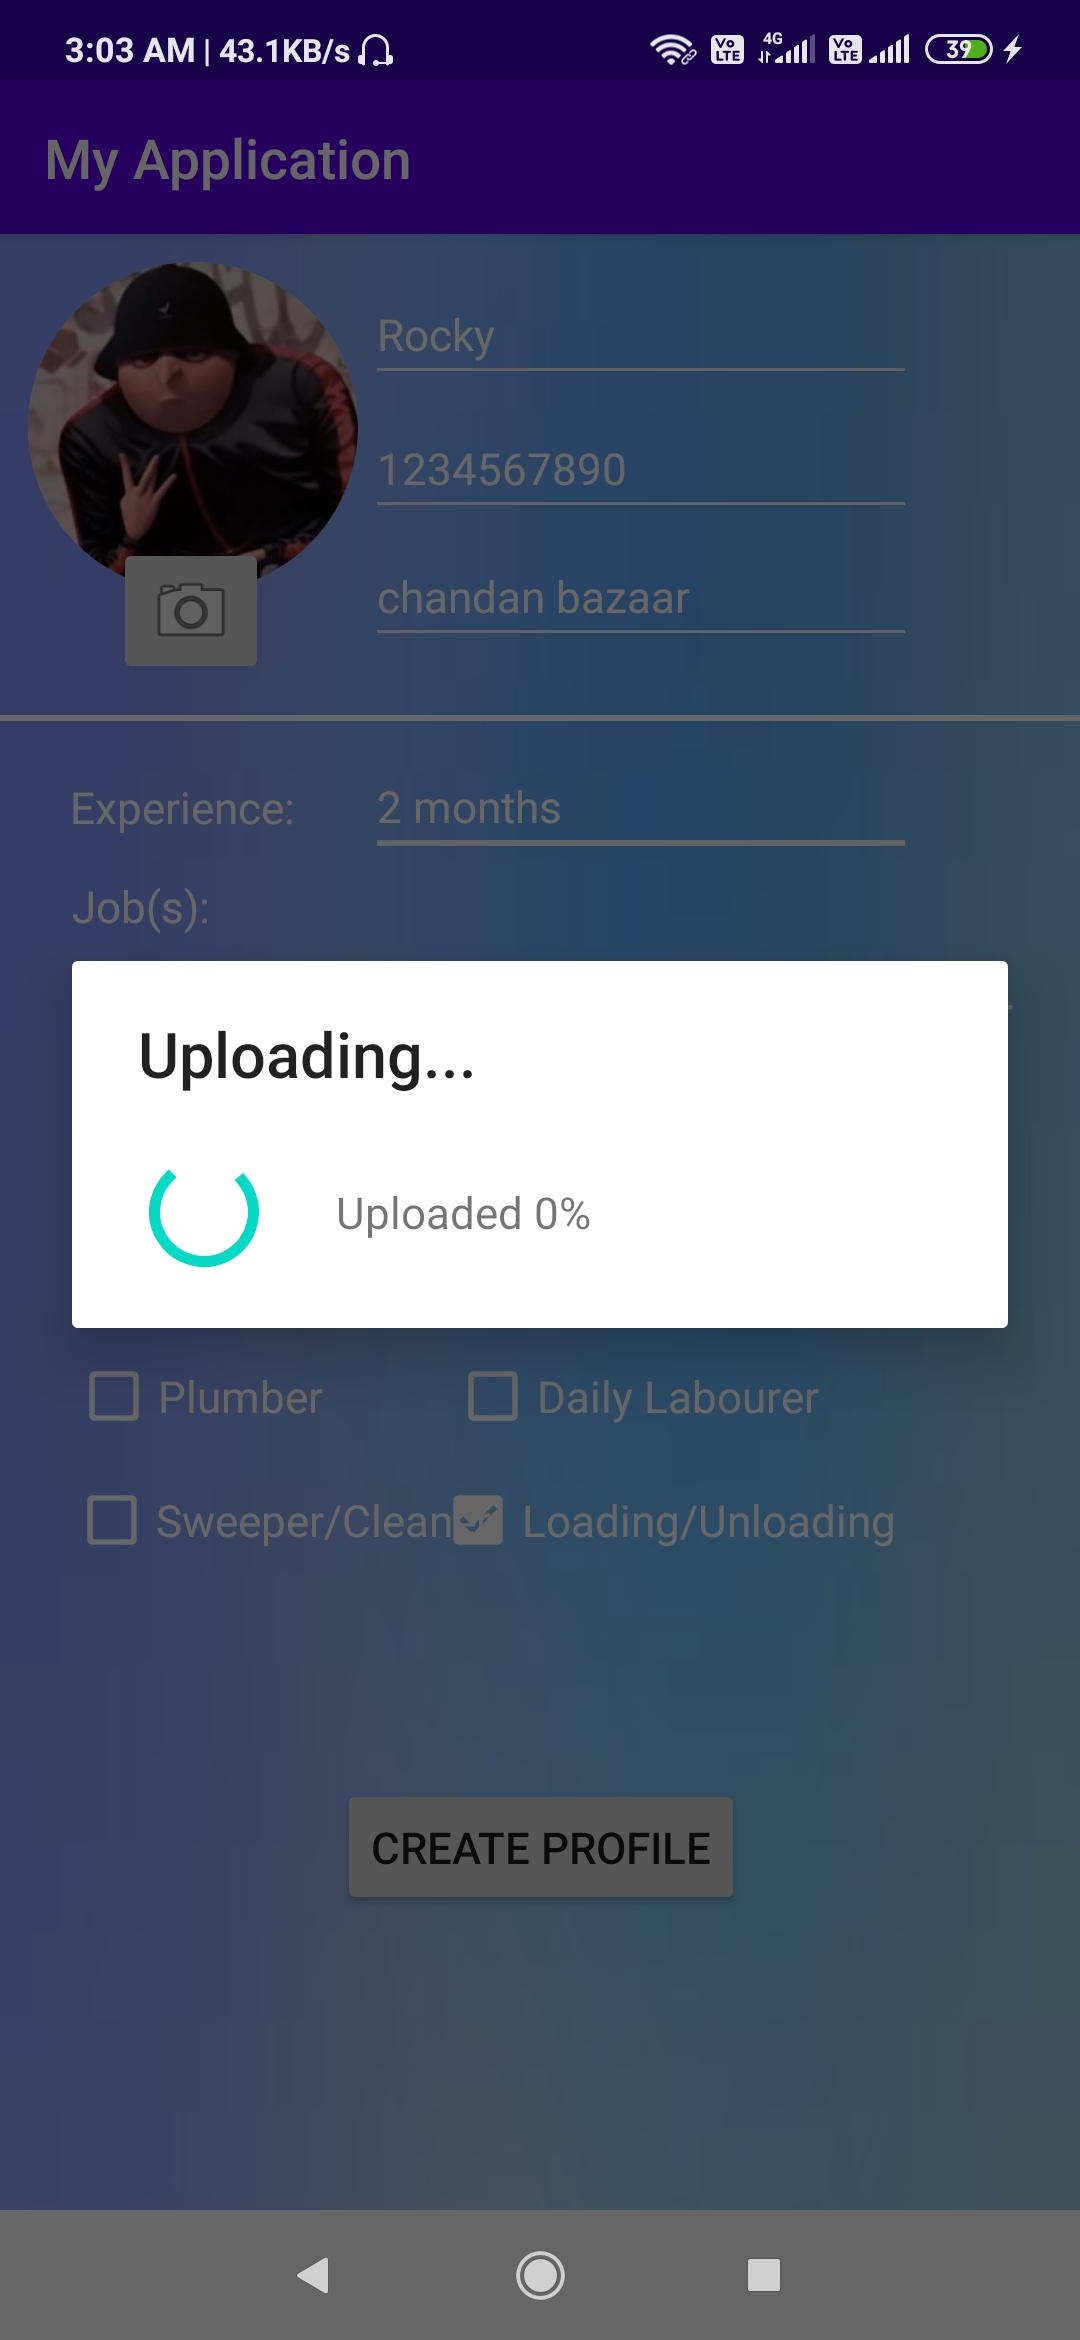 3:03 AM | 43.1KB/s Vo LTE 4G Vo LTE 39
My Application
Rocky
1234567890
chandan bazaar
Experience: 2 months
Job(s):
Uploading...
Uploaded 0%
Plumber Daily Labourer
Sweeper/Clean Loading/Unloading
CREATE PROFILE